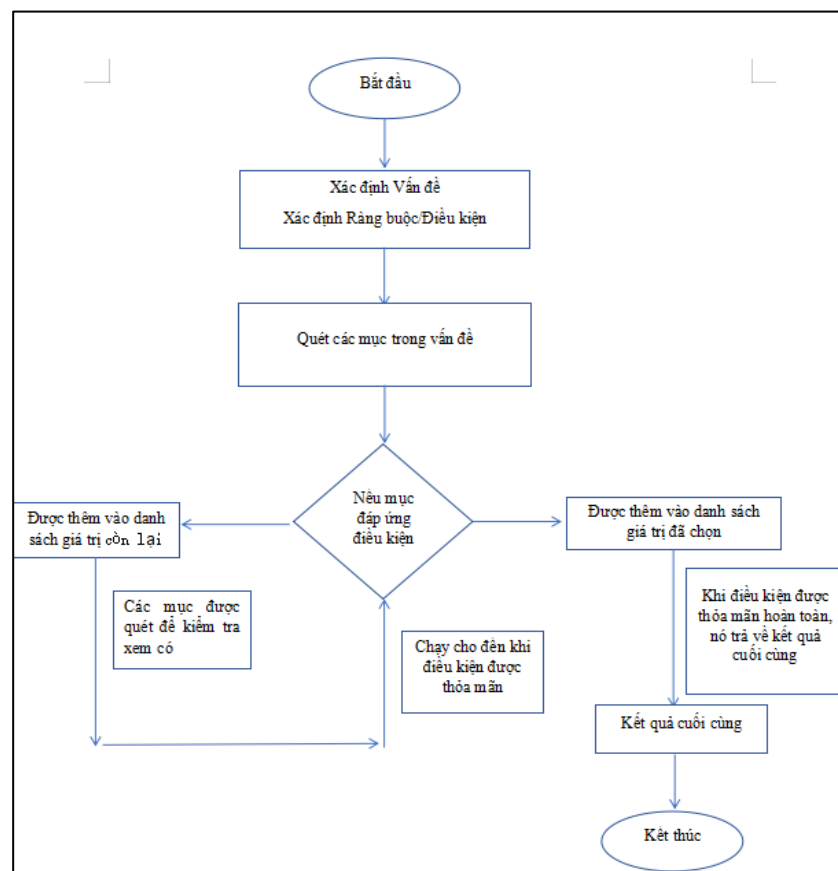 Bắt đầu
Xác định Vấn đề
Xác định Ràng buộc/Điều kiện
Quét các mục trong vấn đề
Nếu mục
đáp ứng
điều kiện
Được thêm vào danh
sách giá trị còn lại
Được thêm vào danh sách
giá trị đã chọn
Các mục được
quét để kiểm tra
xem có
Chạy cho đến khi
điều kiện được
thỏa mãn
Khi điều kiện được
thỏa mãn hoàn toàn,
nó trả về kết quả
cuối cùng
Kết quả cuối cùng
Kết thúc